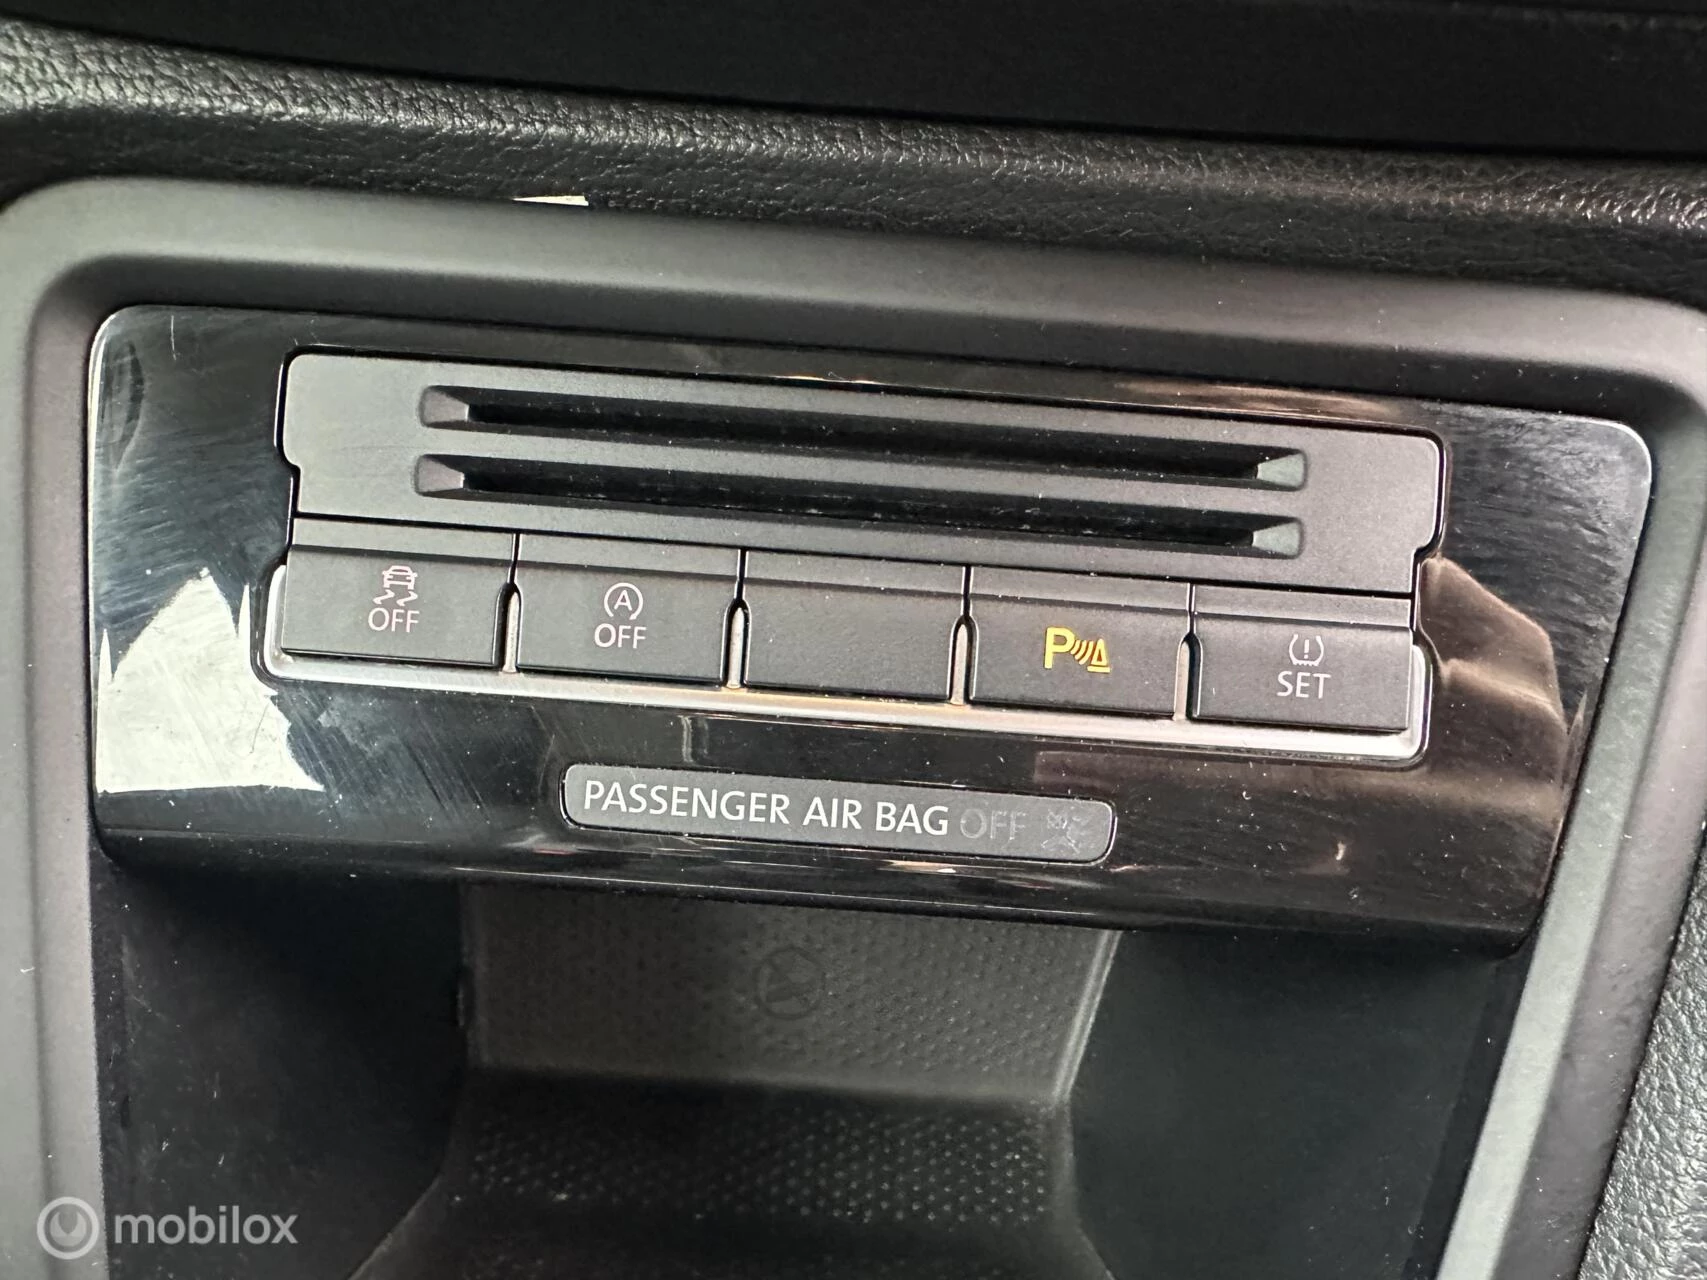 OFF
A
OFF
P
SET
PASSENGER AIR BAG OFF
mobilox